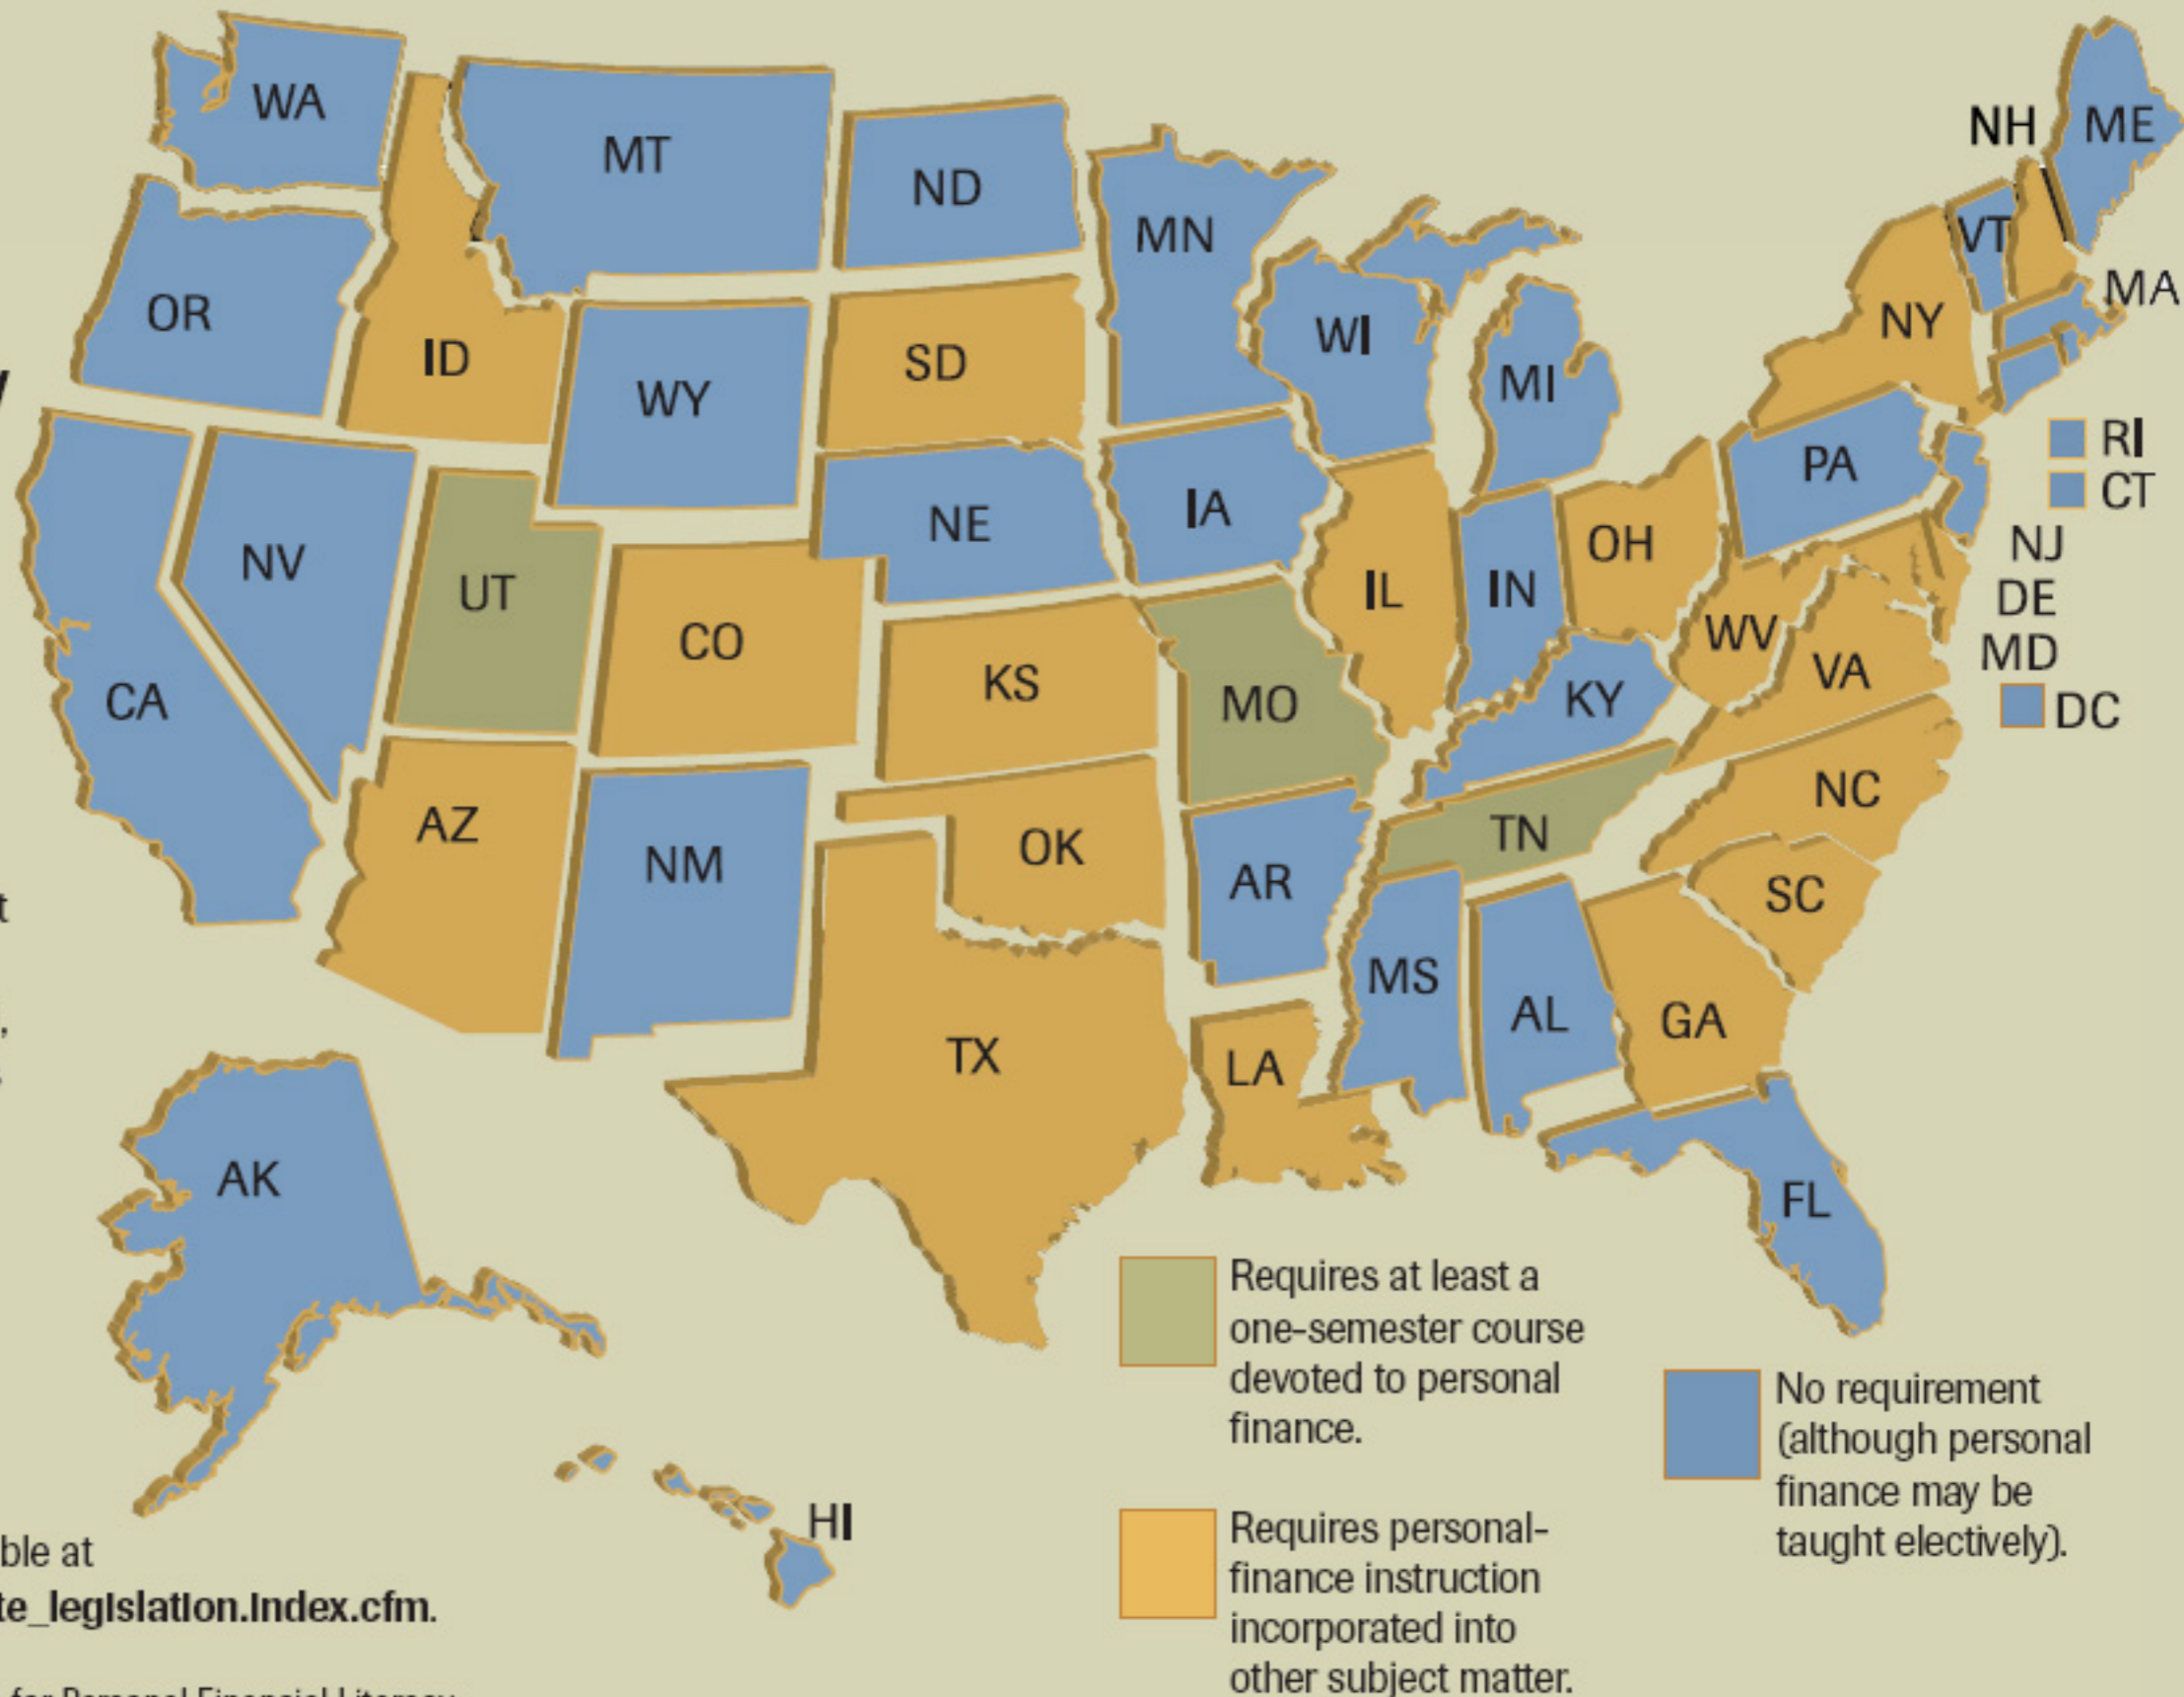 WA
MT
ND
MN
NH
ME
VT
MA
OR
ID
WY
SD
WI
MI
NY
RI
CT
PA
NV
UT
NE
IA
IL
IN
OH
NJ
DE
MD
DC
CA
CO
KS
MO
KY
WV
VA
AZ
NM
OK
AR
TN
NC
SC
TX
LA
MS
AL
GA
AK
FL
HI
Requires at least a
one-semester course
devoted to personal
finance.
No requirement
(although personal
finance may be
taught electively).
Requires personal-
finance instruction
incorporated into
other subject matter.
ble at
te_legislation.index.cfm.
for Personal Financial Literacy